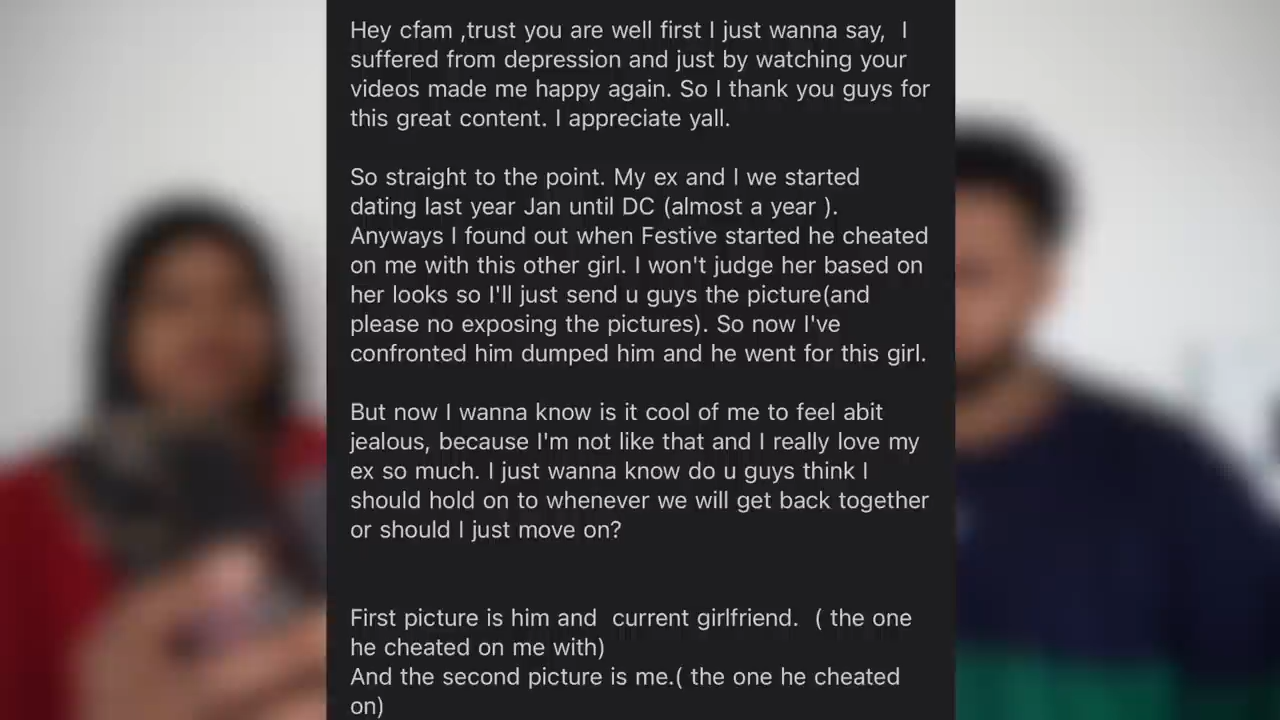 Hey cfam ,trust you are well first I just wanna say,  I
suffered from depression and just by watching your
videos made me happy again. So I thank you guys for
this great content. I appreciate yall.
So straight to the point. My ex and I we started
dating last year Jan until DC (almost a year ).
Anyways I found out when Festive started he cheated
on me with this other girl. I won't judge her based on
her looks so I'll just send u guys the picture(and
please no exposing the pictures). So now I've
confronted him dumped him and he went for this girl.
But now I wanna know is it cool of me to feel abit
jealous, because I'm not like that and I really love my
ex so much. I just wanna know do u guys think I
should hold on to whenever we will get back together
or should I just move on?
First picture is him and  current girlfriend.  ( the one
he cheated on me with)
And the second picture is me.( the one he cheated
on)